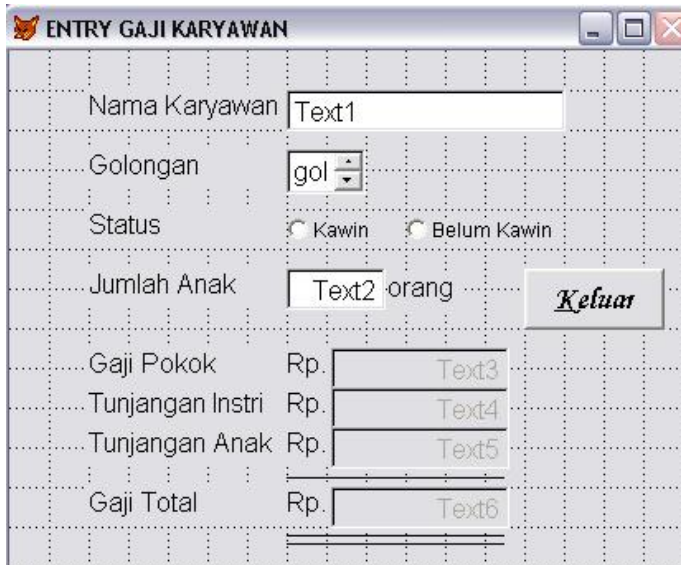 ENTRY GAJI KARYAWAN
Nama Karyawan Text1
Golongan gol
Status Kawin Belum Kawin
Jumlah Anak Text2 orang Keluar
Gaji Pokok Rp. Text3
Tunjangan Instri Rp. Text4
Tunjangan Anak Rp. Text5
Gaji Total Rp. Text6